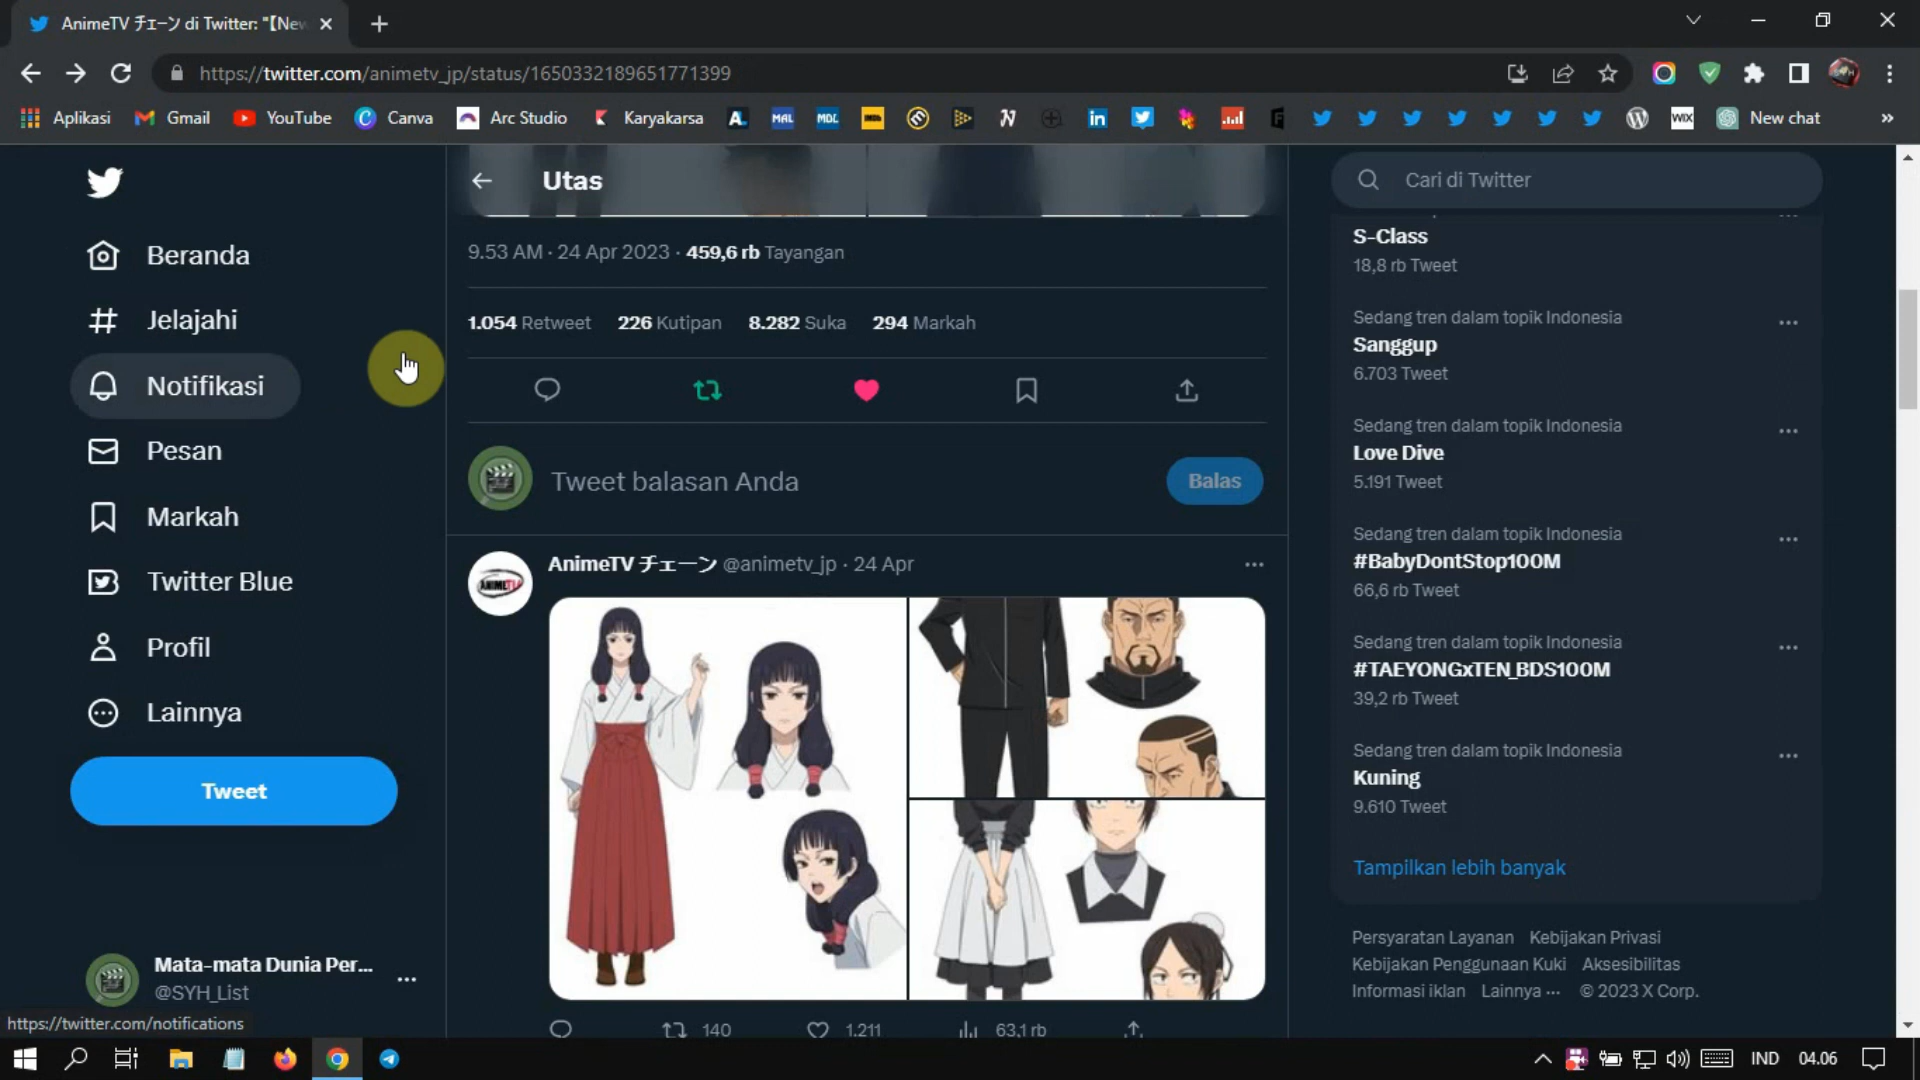 AnimeTV チェーン di Twitter: "【New
https://twitter.com/animetv_jp/status/1650332189651771399
Aplikasi
Gmail
YouTube
Canva
Arc Studio
Karyakarsa
MAL
MDL
WIX
New chat
»
Utas
Cari di Twitter
Beranda
Jelajahi
Notifikasi
Pesan
Markah
Twitter Blue
Profil
Lainnya
Tweet
Mata-mata Dunia Per...
@SYH_List
https://twitter.com/notifications
9.53 AM · 24 Apr 2023 · 459,6 rb Tayangan
1.054 Retweet 226 Kutipan 8.282 Suka 294 Markah
Tweet balasan Anda
Balas
AnimeTV チェーン @animetv_jp · 24 Apr
140
1.211
63,1 rb
S-Class
18,8 rb Tweet
Sedang tren dalam topik Indonesia
Sanggup
6.703 Tweet
Sedang tren dalam topik Indonesia
Love Dive
5.191 Tweet
Sedang tren dalam topik Indonesia
#BabyDontStop100M
66,6 rb Tweet
Sedang tren dalam topik Indonesia
#TAEYONGxTEN_BDS100M
39,2 rb Tweet
Sedang tren dalam topik Indonesia
Kuning
9.610 Tweet
Tampilkan lebih banyak
Persyaratan Layanan Kebijakan Privasi
Kebijakan Penggunaan Kuki Aksesibilitas
Informasi iklan Lainnya ··· © 2023 X Corp.
IND
04.06